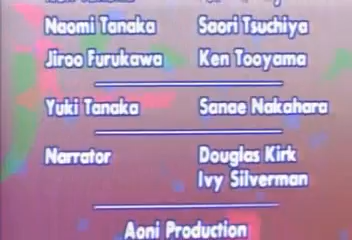 Naomi Tanaka Saori Tsuchiya
Jiroo Furukawa Ken Tooyama
Yuki Tanaka Sanae Nakahara
Narrator Douglas Kirk
Ivy Silverman
Aoni Production